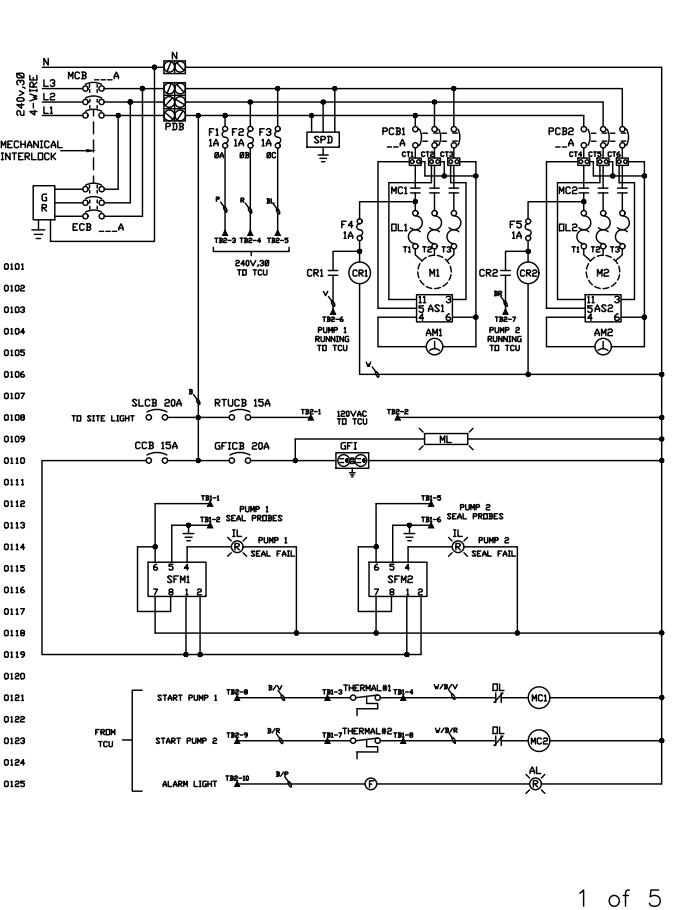 N
N
240v,30
4-WIRE
L3
L2
L1
MCB ___A
PDB
MECHANICAL
INTERLOCK
GR
ECB ___A
F1
1A
F2
1A
F3
1A
ØA
ØB
ØC
P
R
BL
TB2-3
TB2-4
TB2-5
240V,30
TO TCU
SPD
PCB1
__A
CT1
CT2
CT3
MC1
OL1
T1
T2
T3
M1
F4
1A
CR1
CR1
V
TB2-6
PUMP 1
RUNNING
TO TCU
11
3
5
4
6
AS1
AM1
PCB2
__A
CT4
CT5
CT6
MC2
OL2
T1
T2
T3
M2
F5
1A
CR2
CR2
BR
TB2-7
PUMP 2
RUNNING
TO TCU
11
3
5
4
6
AS2
AM2
W
0101
0102
0103
0104
0105
0106
0107
B
SLCB 20A
RTUCB 15A
0108
TO SITE LIGHT
TB2-1
120VAC
TO TCU
TB2-2
0109
ML
CCB 15A
GFICB 20A
GFI
0110
0111
0112
TB1-1
TB1-5
PUMP 1
SEAL PROBES
PUMP 2
SEAL PROBES
0113
TB1-2
TB1-6
0114
IL
R
PUMP 1
SEAL FAIL
IL
R
PUMP 2
SEAL FAIL
0115
6 5 4
SFM1
7 8 1 2
6 5 4
SFM2
7 8 1 2
0116
0117
0118
0119
0120
0121
START PUMP 1
TB2-8
B/V
TB1-3
THERMAL#1
TB1-4
W/B/V
OL
MC1
0122
FROM
TCU
0123
START PUMP 2
TB2-9
B/R
TB1-7
THERMAL#2
TB1-8
W/B/R
OL
MC2
0124
0125
ALARM LIGHT
TB2-10
B/P
F
AL
R
1 of 5